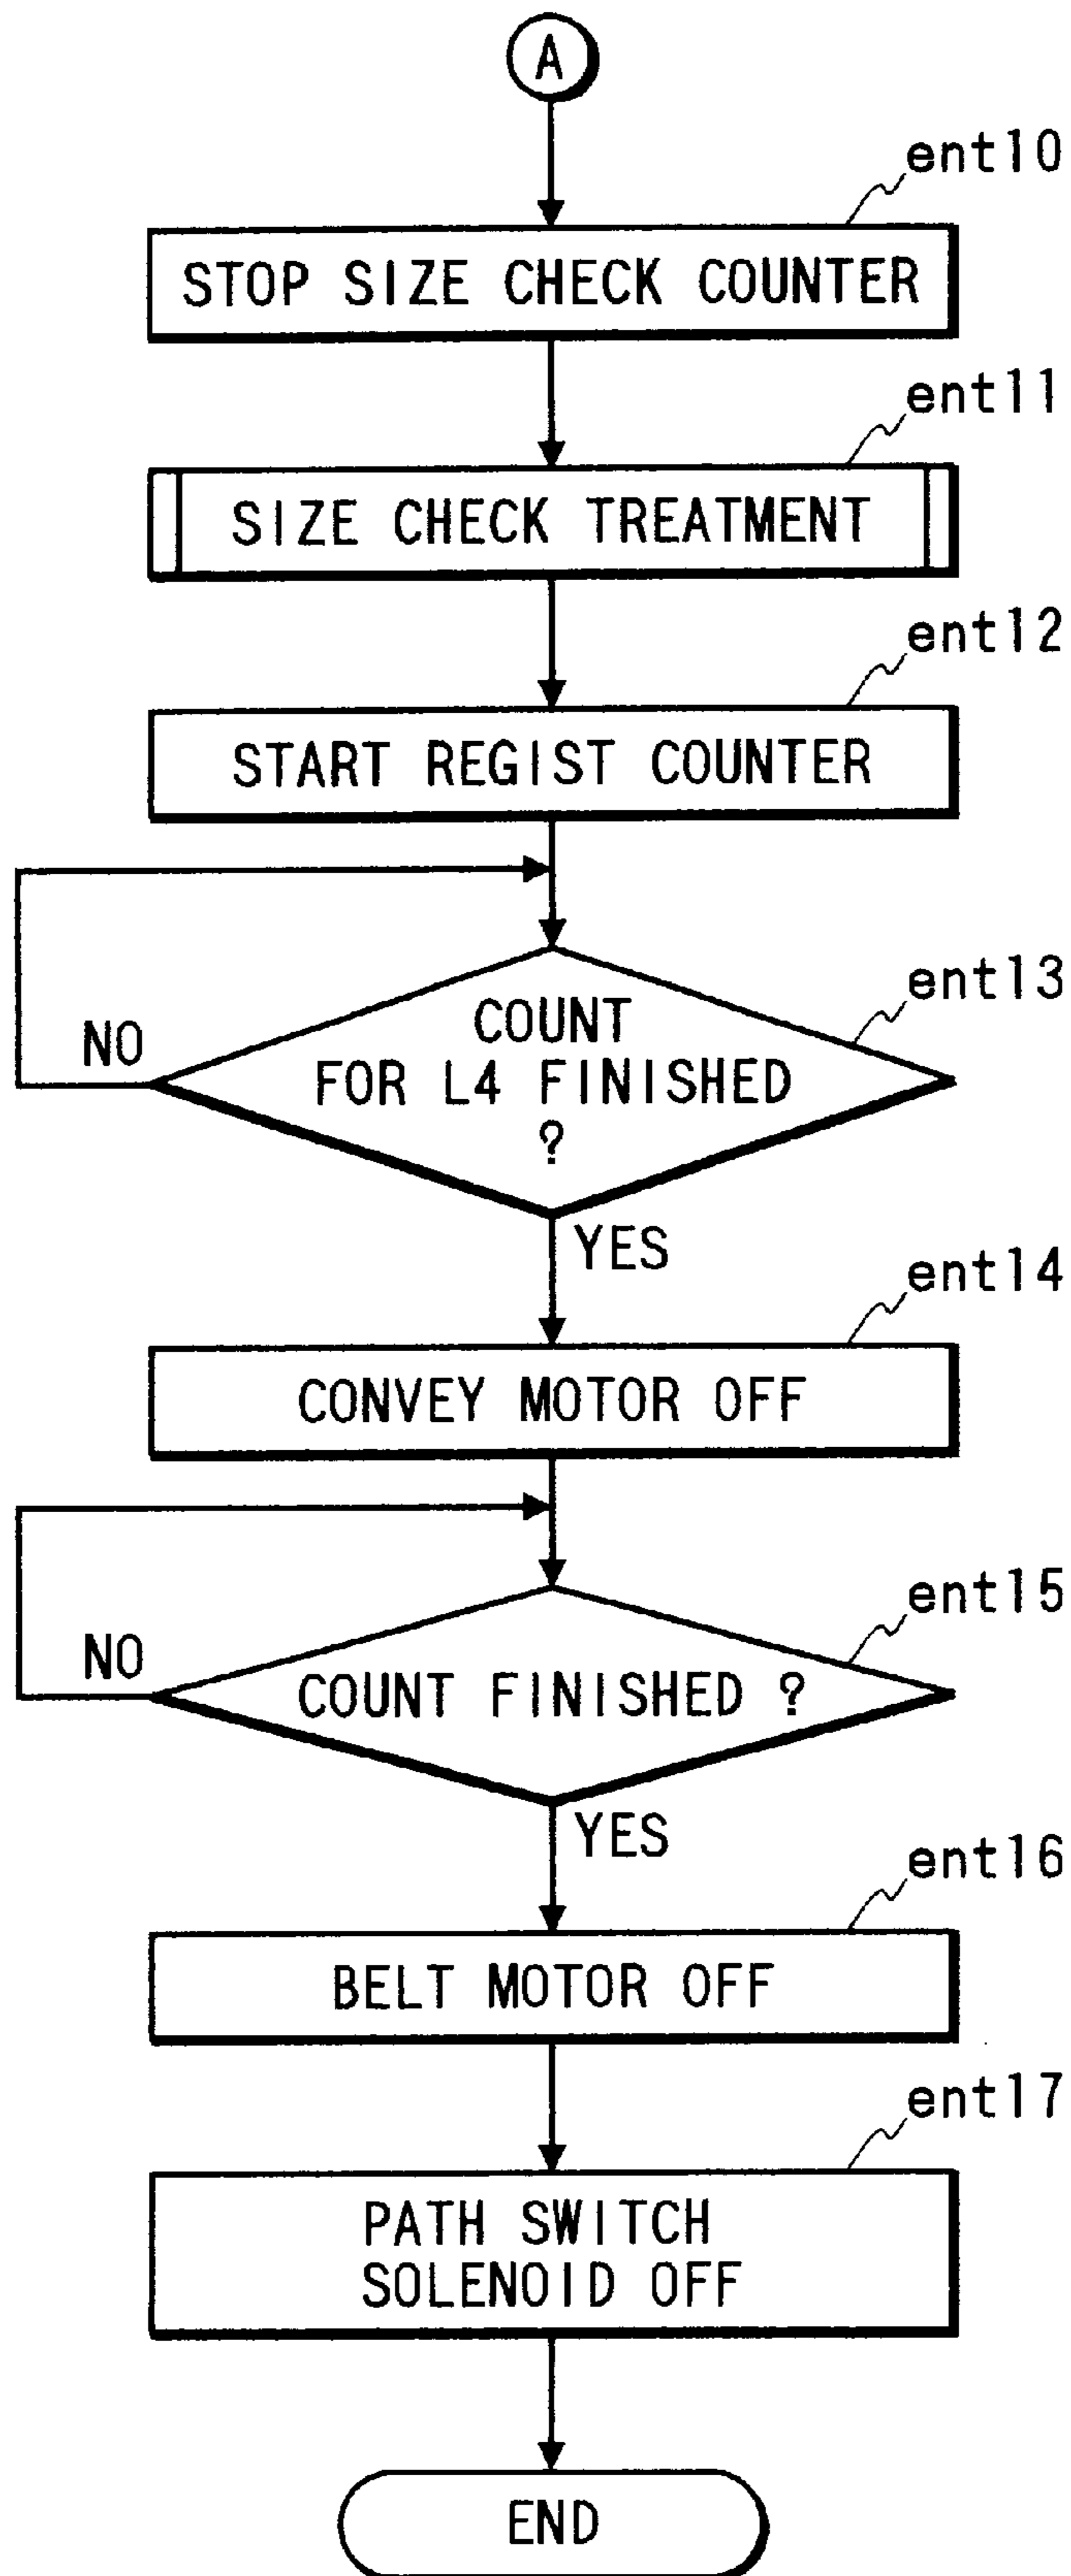 A
ent10
STOP SIZE CHECK COUNTER
ent11
SIZE CHECK TREATMENT
ent12
START REGIST COUNTER
ent13
COUNT
FOR L4 FINISHED
?
NO
YES
ent14
CONVEY MOTOR OFF
ent15
COUNT FINISHED ?
NO
YES
ent16
BELT MOTOR OFF
ent17
PATH SWITCH
SOLENOID OFF
END